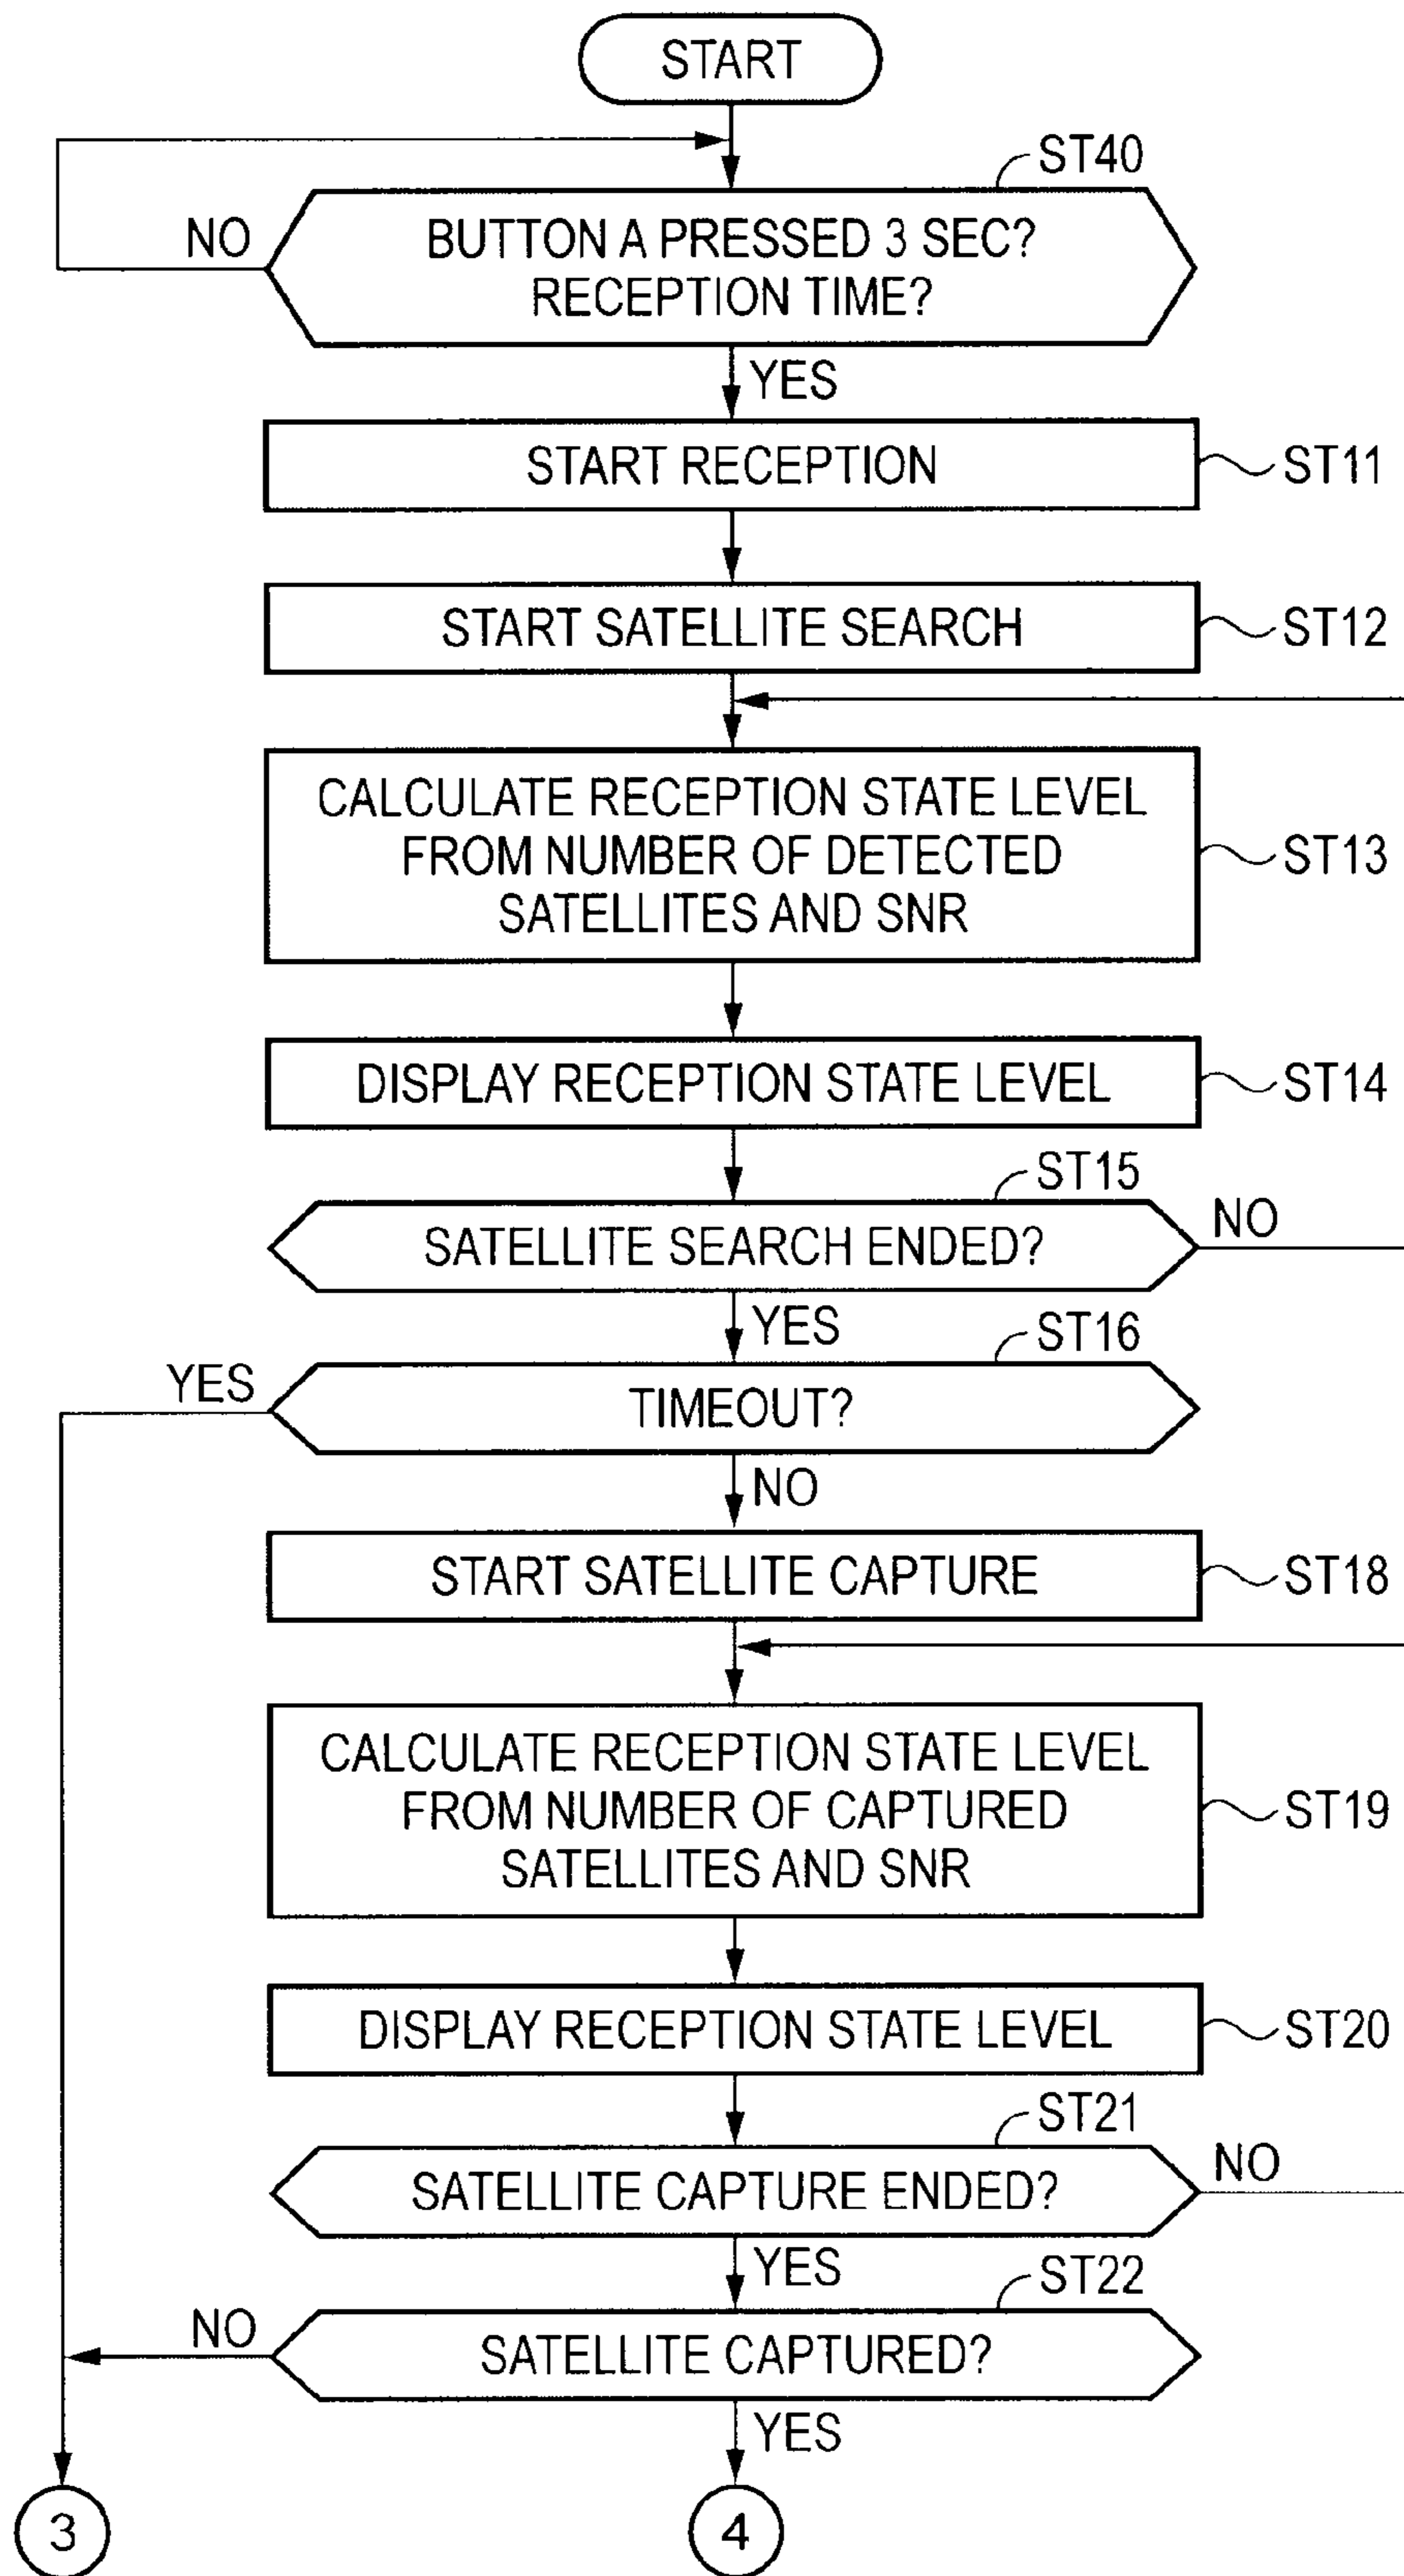 START
ST40
NO
BUTTON A PRESSED 3 SEC?
RECEPTION TIME?
YES
START RECEPTION
ST11
START SATELLITE SEARCH
ST12
CALCULATE RECEPTION STATE LEVEL
FROM NUMBER OF DETECTED
SATELLITES AND SNR
ST13
DISPLAY RECEPTION STATE LEVEL
ST14
ST15
SATELLITE SEARCH ENDED?
NO
YES
ST16
YES
TIMEOUT?
NO
START SATELLITE CAPTURE
ST18
CALCULATE RECEPTION STATE LEVEL
FROM NUMBER OF CAPTURED
SATELLITES AND SNR
ST19
DISPLAY RECEPTION STATE LEVEL
ST20
ST21
SATELLITE CAPTURE ENDED?
NO
YES
ST22
NO
SATELLITE CAPTURED?
YES
3
4